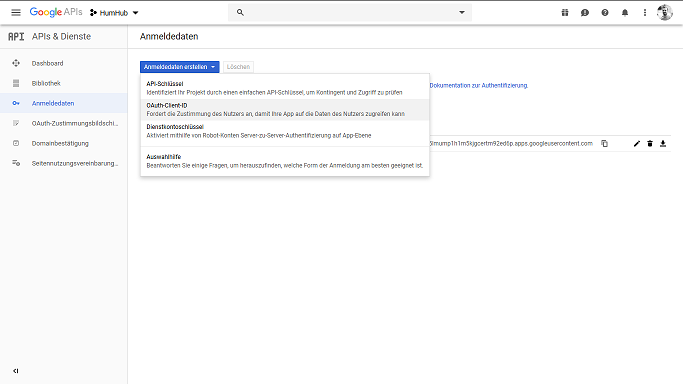 Google APIs HumHub
API APIs & Dienste
Anmeldedaten
Dashboard
Bibliothek
Anmeldedaten
OAuth-Zustimmungsbildschi...
Domainbestätigung
Seitennutzungsvereinbarung...
Anmeldedaten erstellen
Löschen
API-Schlüssel
Identifiziert Ihr Projekt durch einen einfachen API-Schlüssel, um Kontingent und Zugriff zu prüfen
OAuth-Client-ID
Fordert die Zustimmung des Nutzers an, damit Ihre App auf die Daten des Nutzers zugreifen kann
Dienstkontoschlüssel
Aktiviert mithilfe von Robot-Konten Server-zu-Server-Authentifizierung auf App-Ebene
Auswahlhilfe
Beantworten Sie einige Fragen, um herauszufinden, welche Form der Anmeldung am besten geeignet ist.
Dokumentation zur Authentifizierung.
.apps.googleusercontent.com